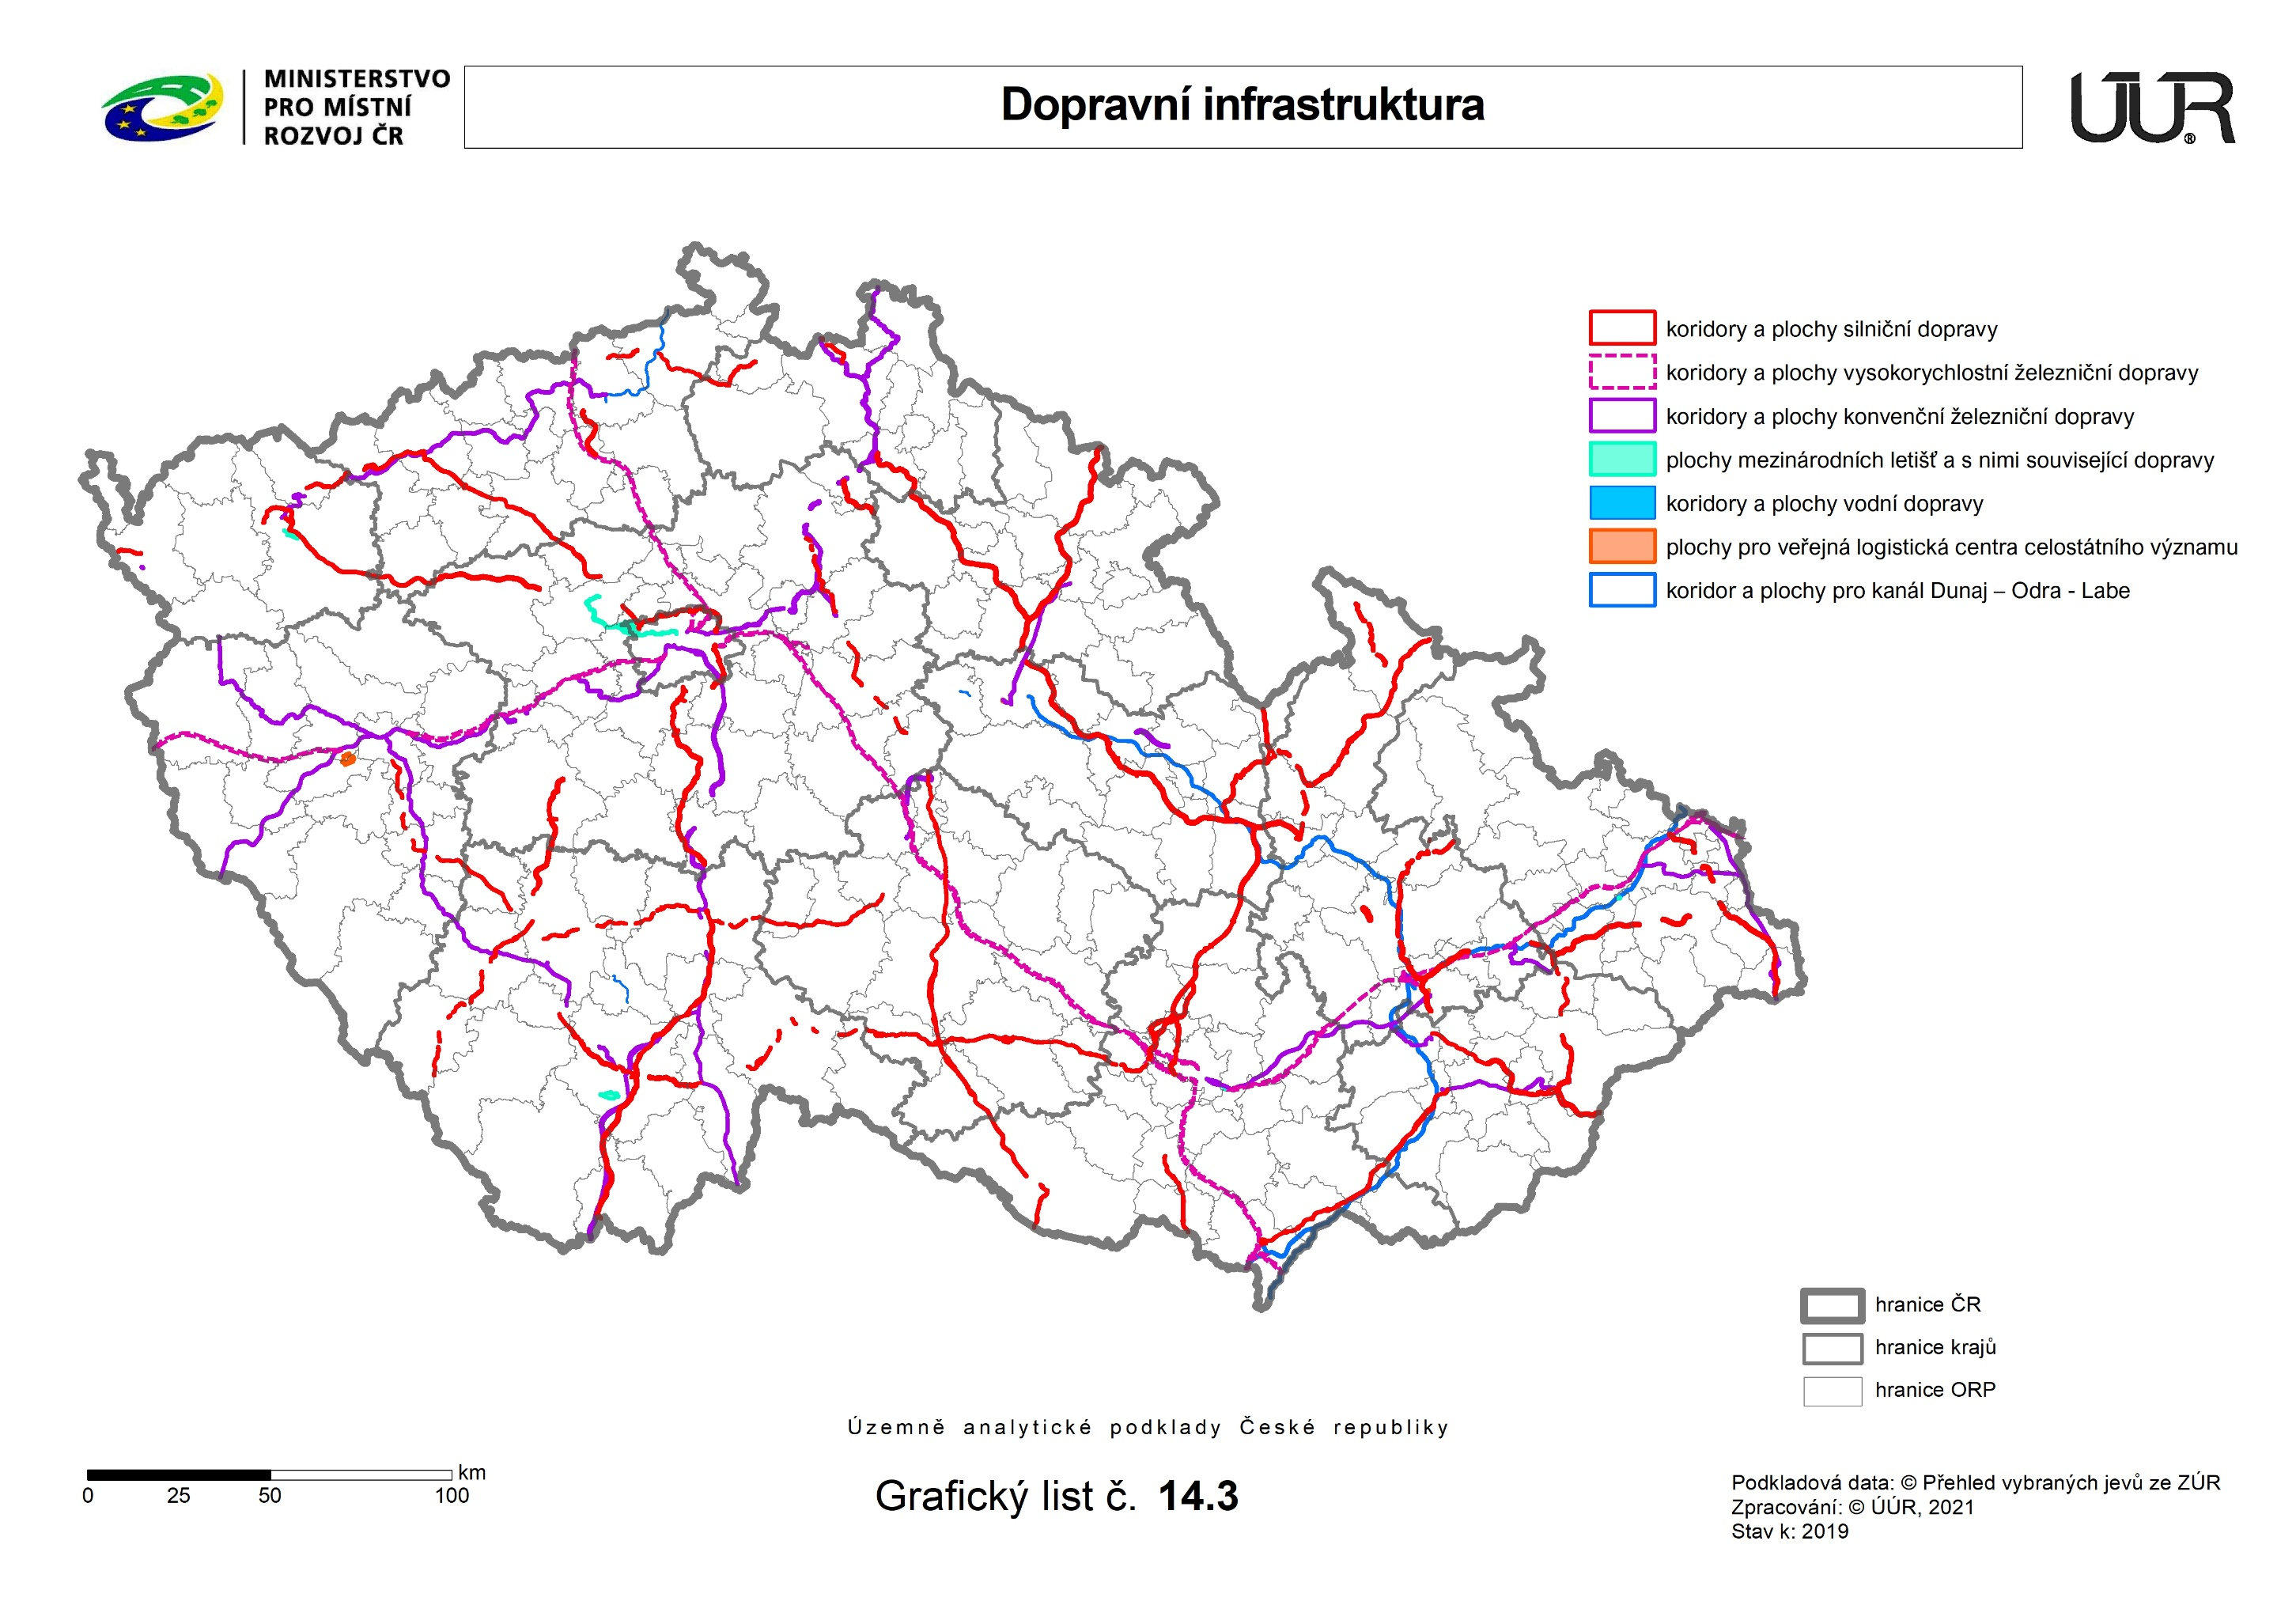 MINISTERSTVO
PRO MÍSTNÍ
ROZVOJ ČR
Dopravní infrastruktura
ÚÚR®
koridory a plochy silniční dopravy
koridory a plochy vysokorychlostní železniční dopravy
koridory a plochy konvenční železniční dopravy
plochy mezinárodních letišť a s nimi související dopravy
koridory a plochy vodní dopravy
plochy pro veřejná logistická centra celostátního významu
koridor a plochy pro kanál Dunaj – Odra - Labe
hranice ČR
hranice krajů
hranice ORP
Územně analytické podklady České republiky
km
0 25 50 100
Grafický list č. 14.3
Podkladová data: © Přehled vybraných jevů ze ZÚR
Zpracování: © ÚÚR, 2021
Stav k: 2019